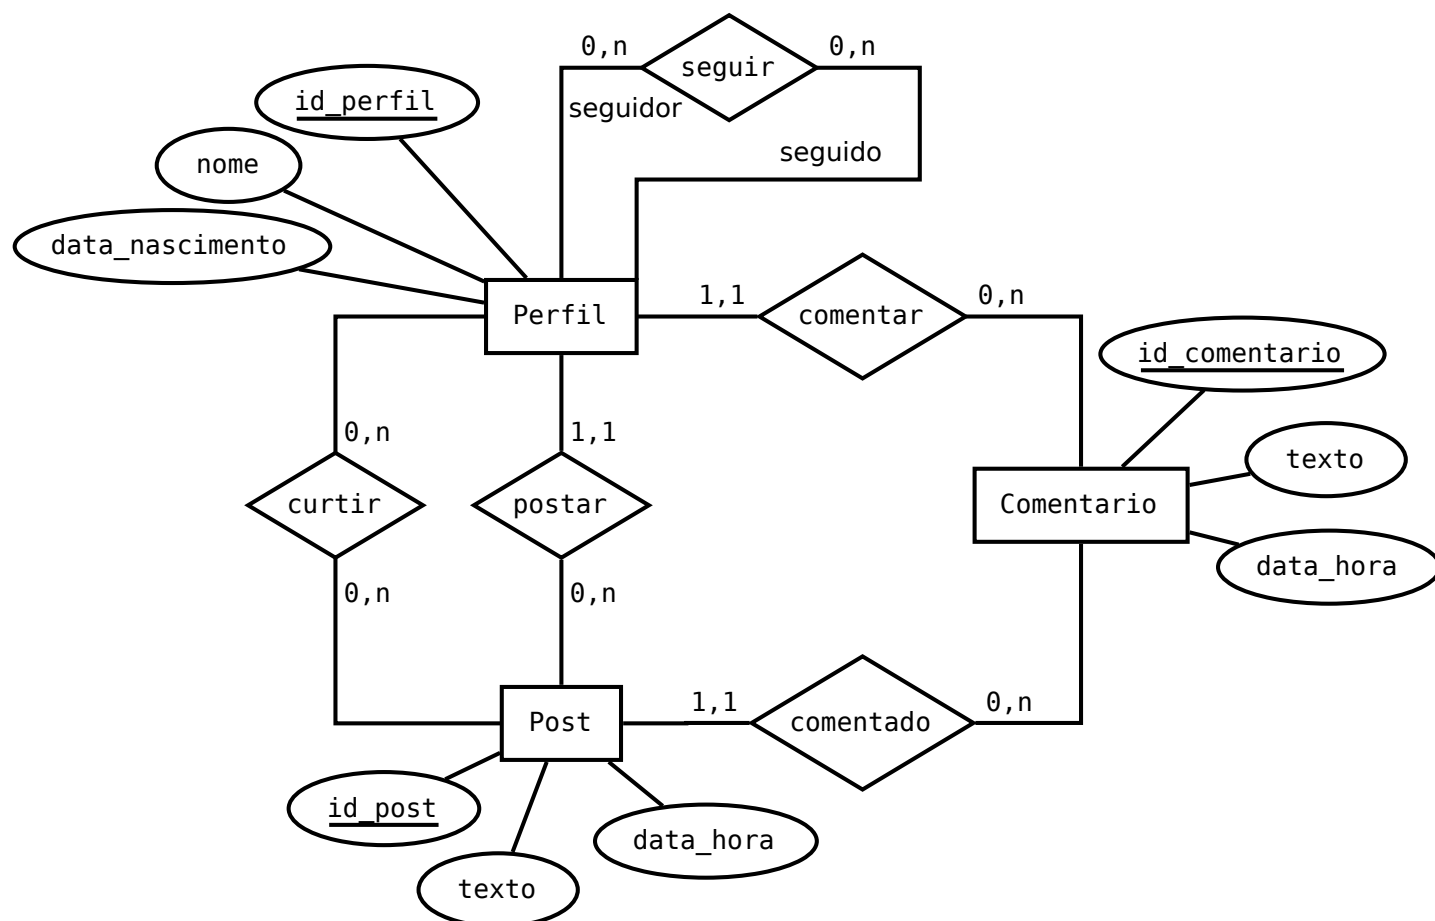 0,n
seguir
0,n
id_perfil
seguidor
nome
seguido
data_nascimento
Perfil
1,1
comentar
0,n
id_comentario
0,n
1,1
texto
curtir
postar
Comentario
data_hora
0,n
0,n
Post
1,1
comentado
0,n
id_post
data_hora
texto